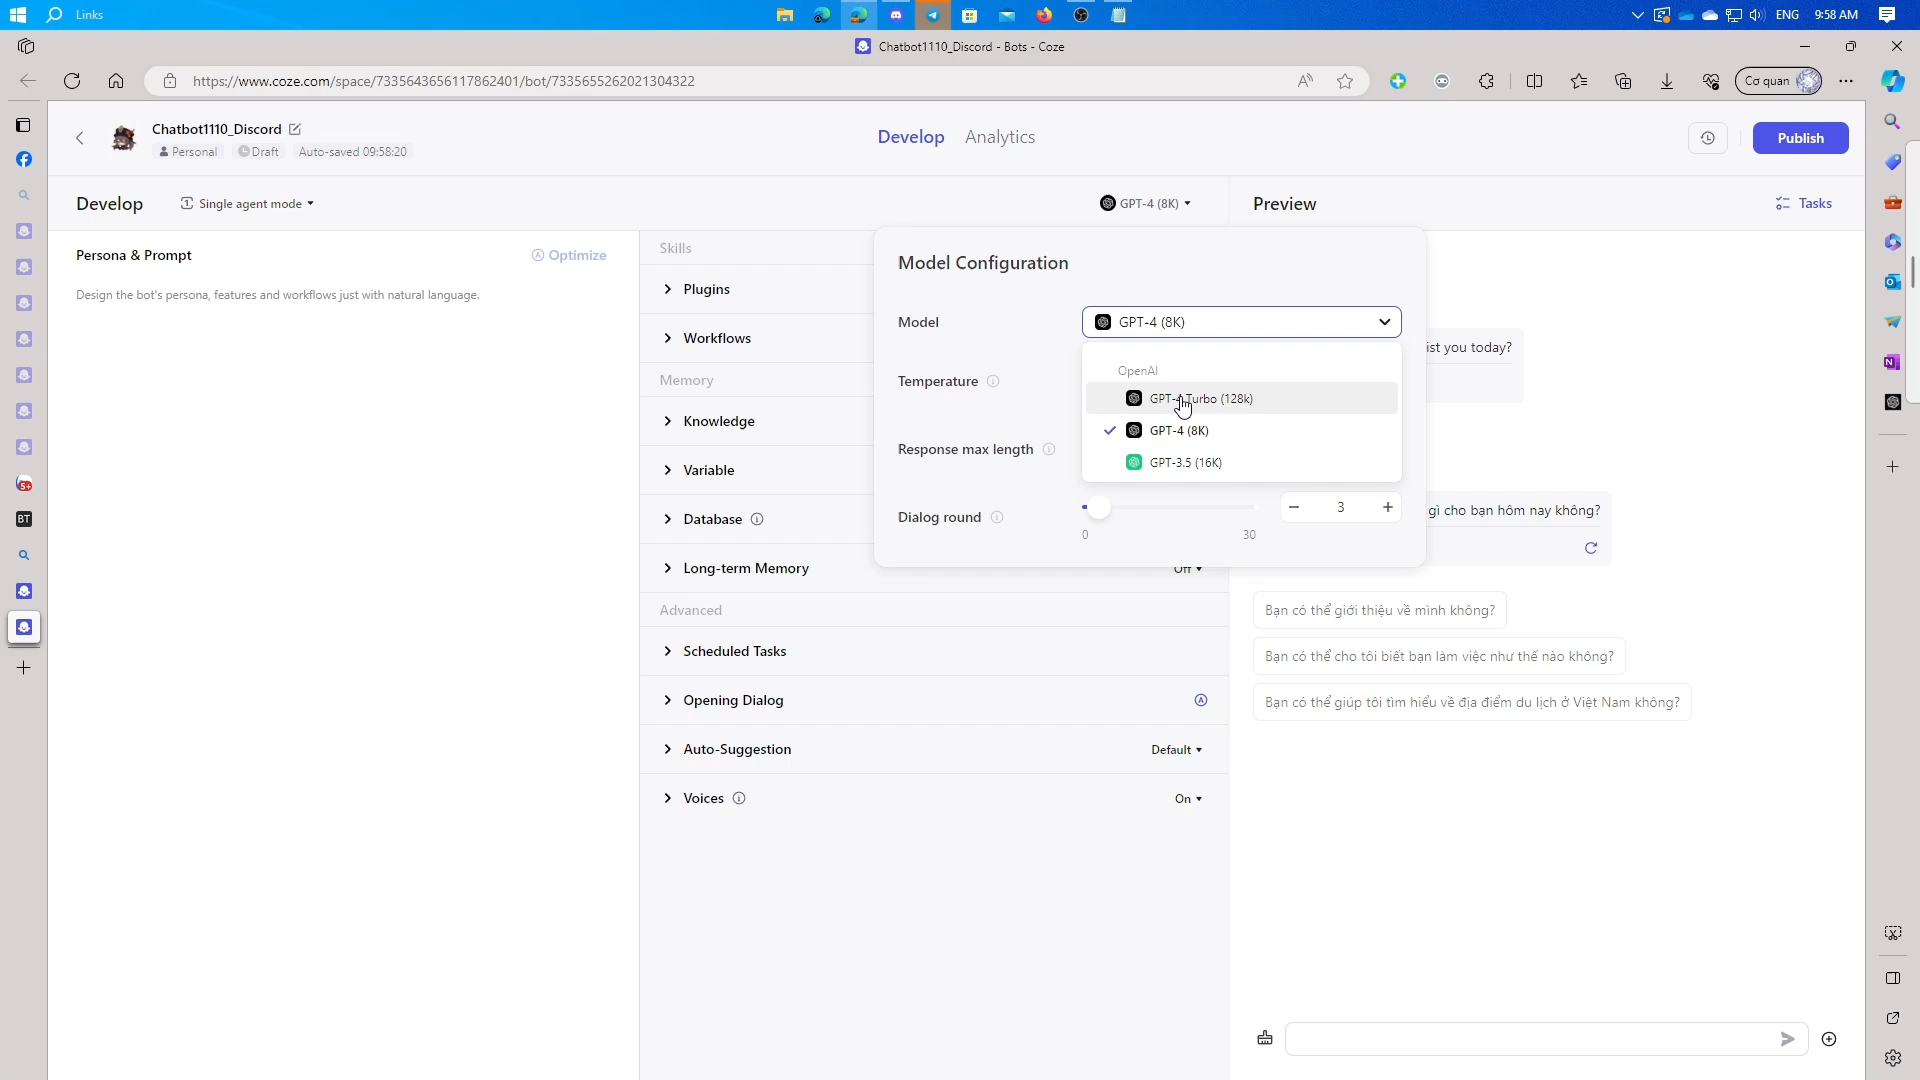 Links
ENG
9:58 AM
Chatbot1110_Discord - Bots - Coze
https://www.coze.com/space/7335643656117862401/bot/7335655262021304322
Cơ quan
Chatbot1110_Discord
Personal
Draft
Auto-saved 09:58:20
Develop
Analytics
Publish
Develop
Single agent mode
GPT-4 (8K)
Preview
Tasks
Persona & Prompt
Optimize
Design the bot's persona, features and workflows just with natural language.
Skills
Plugins
Workflows
Memory
Knowledge
Variable
Database
Long-term Memory
Off
Advanced
Scheduled Tasks
Opening Dialog
Auto-Suggestion
Default
Voices
On
Model Configuration
Model
GPT-4 (8K)
OpenAI
GPT-4 Turbo (128k)
GPT-4 (8K)
GPT-3.5 (16K)
Temperature
Response max length
Dialog round
3
0
30
ist you today?
gì cho bạn hôm nay không?
Bạn có thể giới thiệu về mình không?
Bạn có thể cho tôi biết bạn làm việc như thế nào không?
Bạn có thể giúp tôi tìm hiểu về địa điểm du lịch ở Việt Nam không?
BT